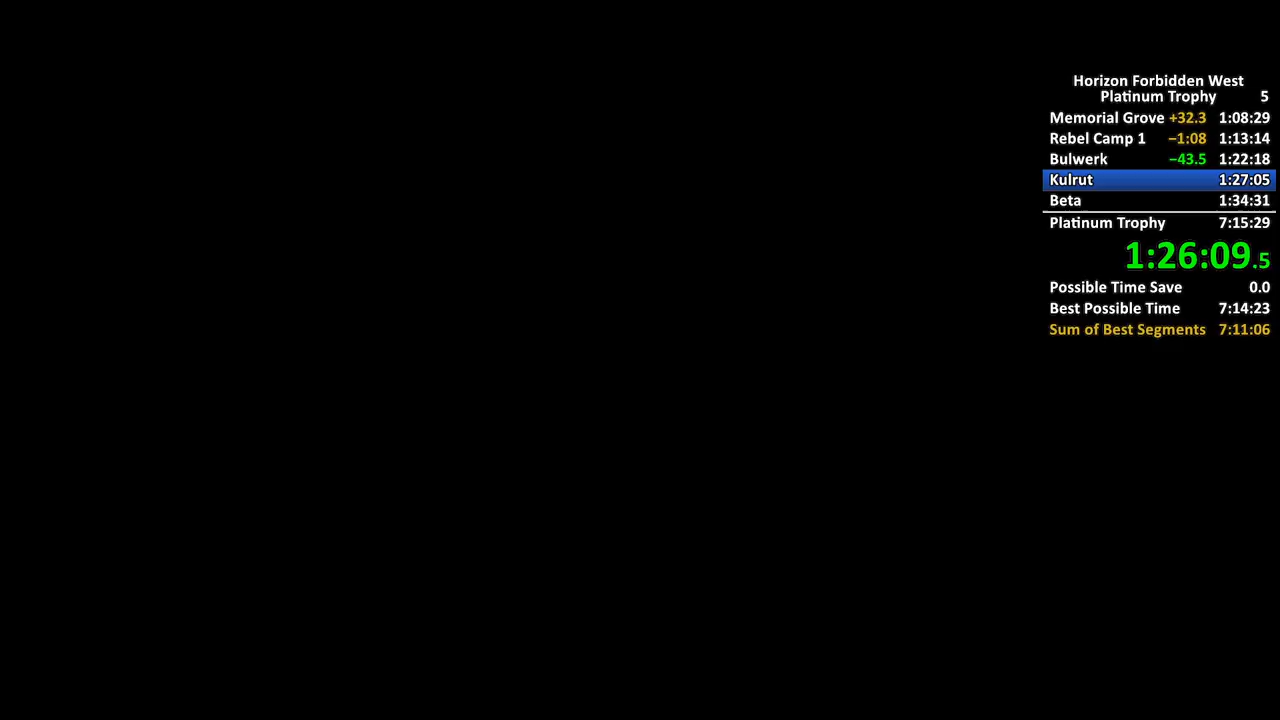 Horizon Forbidden West
Platinum Trophy 5
Memorial Grove +32.3 1:08:29
Rebel Camp 1 −1:08 1:13:14
Bulwerk −43.5 1:22:18
Kulrut 1:27:05
Beta 1:34:31
Platinum Trophy 7:15:29
1:26:09.5
Possible Time Save 0.0
Best Possible Time 7:14:23
Sum of Best Segments 7:11:06